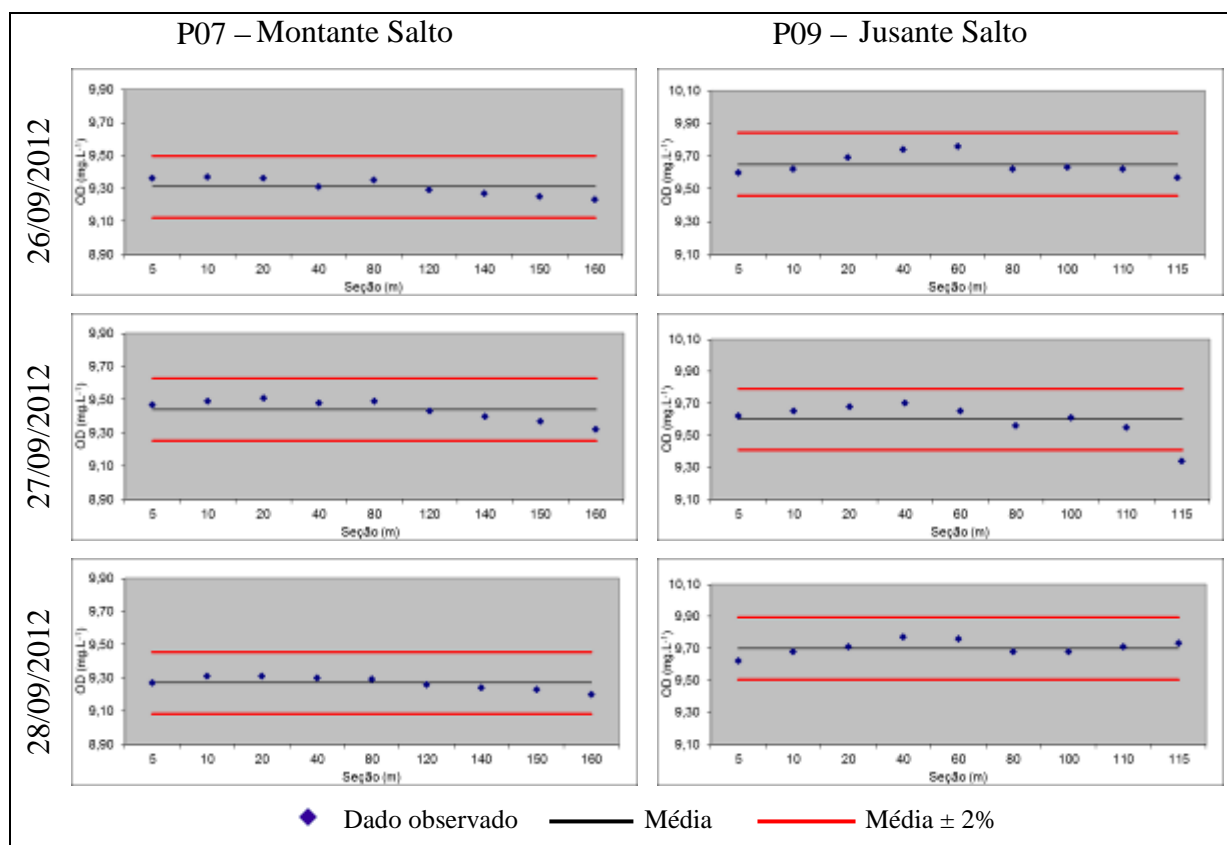 P07 – Montante Salto
P09 – Jusante Salto
26/09/2012
9,90
9,70
9,50
9,30
9,10
8,90
OD (mg.L-1)
5 10 20 40 80 120 140 150 160
Seção (m)
10,10
9,90
9,70
9,50
9,30
9,10
OD (mg.L-1)
5 10 20 40 60 80 100 110 115
Seção (m)
27/09/2012
9,90
9,70
9,50
9,30
9,10
8,90
OD (mg.L-1)
5 10 20 40 80 120 140 150 160
Seção (m)
10,10
9,90
9,70
9,50
9,30
9,10
OD (mg.L-1)
5 10 20 40 60 80 100 110 115
Seção (m)
28/09/2012
9,90
9,70
9,50
9,30
9,10
8,90
OD (mg.L-1)
5 10 20 40 80 120 140 150 160
Seção (m)
10,10
9,90
9,70
9,50
9,30
9,10
OD (mg.L-1)
5 10 20 40 60 80 100 110 115
Seção (m)
Dado observado Média Média ± 2%